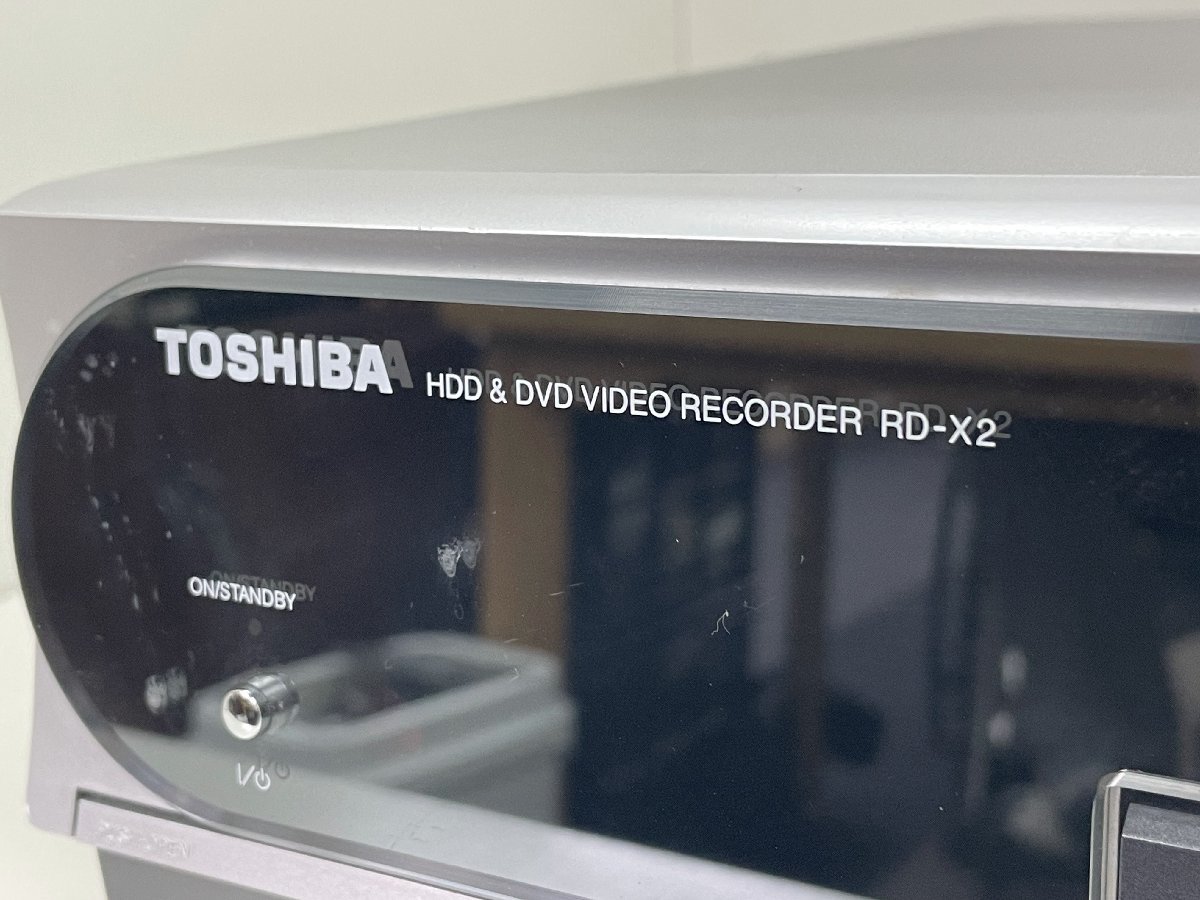 TOSHIBA
HDD & DVD VIDEO RECORDER RD-X2
ON/STANDBY
I/⏻